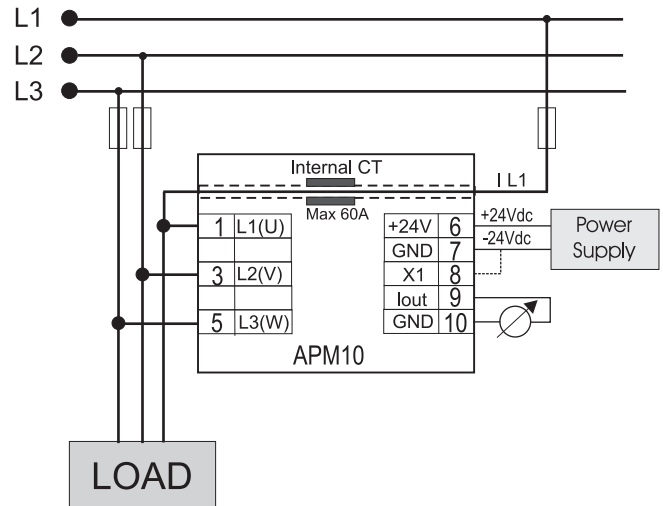 L1
L2
L3
Internal CT
I L1
Max 60A
1 L1(U)
3 L2(V)
5 L3(W)
+24V 6
GND 7
X1 8
Iout 9
GND 10
APM10
+24Vdc
-24Vdc
Power
Supply
LOAD